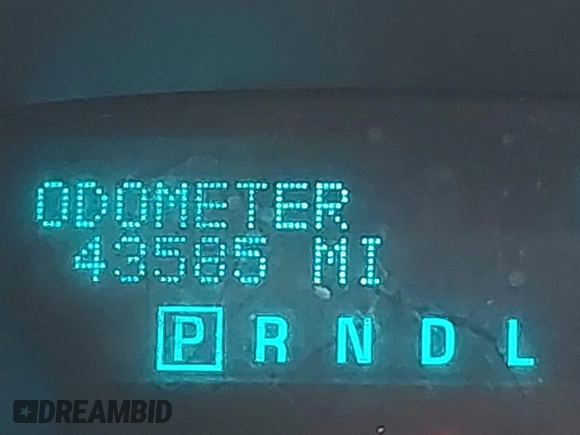 ODOMETER
43585 MI
P R N D L
DREAMBID